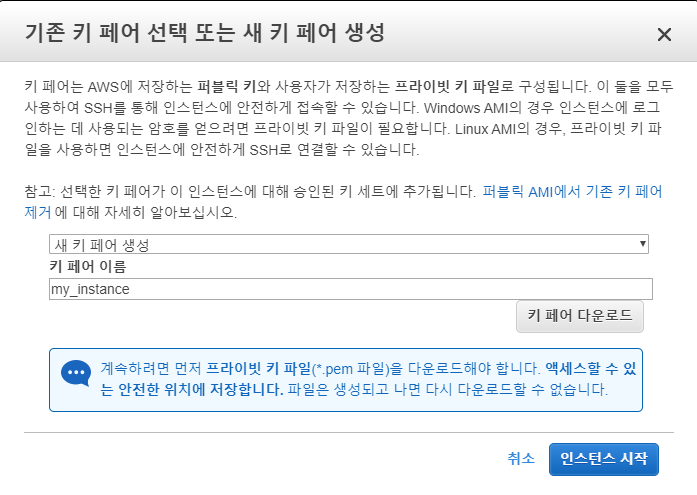 기존 키 페어 선택 또는 새 키 페어 생성
키 페어는 AWS에 저장하는 퍼블릭 키와 사용자가 저장하는 프라이빗 키 파일로 구성됩니다. 이 둘을 모두
사용하여 SSH를 통해 인스턴스에 안전하게 접속할 수 있습니다. Windows AMI의 경우 인스턴스에 로그
인하는 데 사용되는 암호를 얻으려면 프라이빗 키 파일이 필요합니다. Linux AMI의 경우, 프라이빗 키 파
일을 사용하면 인스턴스에 안전하게 SSH로 연결할 수 있습니다.
참고: 선택한 키 페어가 이 인스턴스에 대해 승인된 키 세트에 추가됩니다. 퍼블릭 AMI에서 기존 키 페어
제거에 대해 자세히 알아보십시오.
새 키 페어 생성
키 페어 이름
my_instance
키 페어 다운로드
계속하려면 먼저 프라이빗 키 파일(*.pem 파일)을 다운로드해야 합니다. 액세스할 수 있
는 안전한 위치에 저장합니다. 파일은 생성되고 나면 다시 다운로드할 수 없습니다.
취소
인스턴스 시작